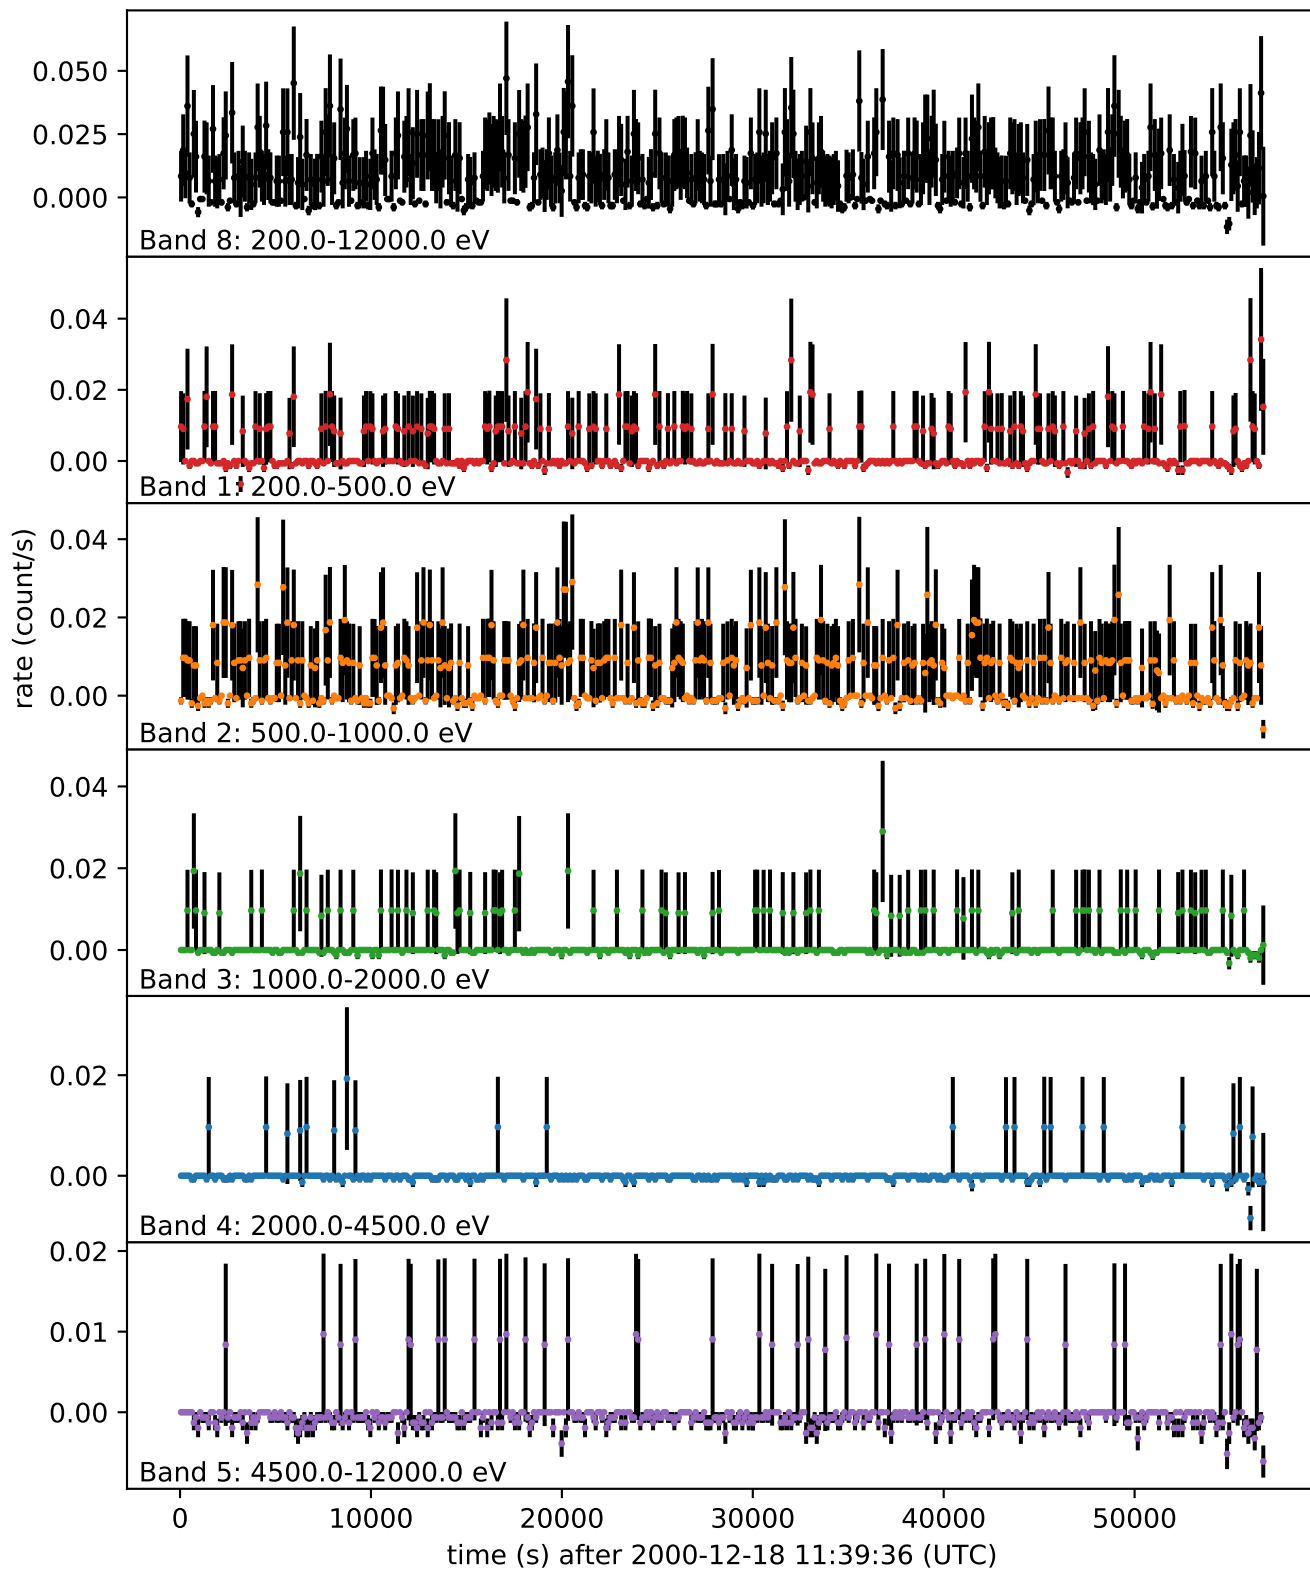 0.050
0.025
0.000
Band 8: 200.0-12000.0 eV
0.04
0.02
0.00
Band 1: 200.0-500.0 eV
rate (count/s)
0.04
0.02
0.00
Band 2: 500.0-1000.0 eV
0.04
0.02
0.00
Band 3: 1000.0-2000.0 eV
0.02
0.00
Band 4: 2000.0-4500.0 eV
0.02
0.01
0.00
Band 5: 4500.0-12000.0 eV
0 10000 20000 30000 40000 50000
time (s) after 2000-12-18 11:39:36 (UTC)